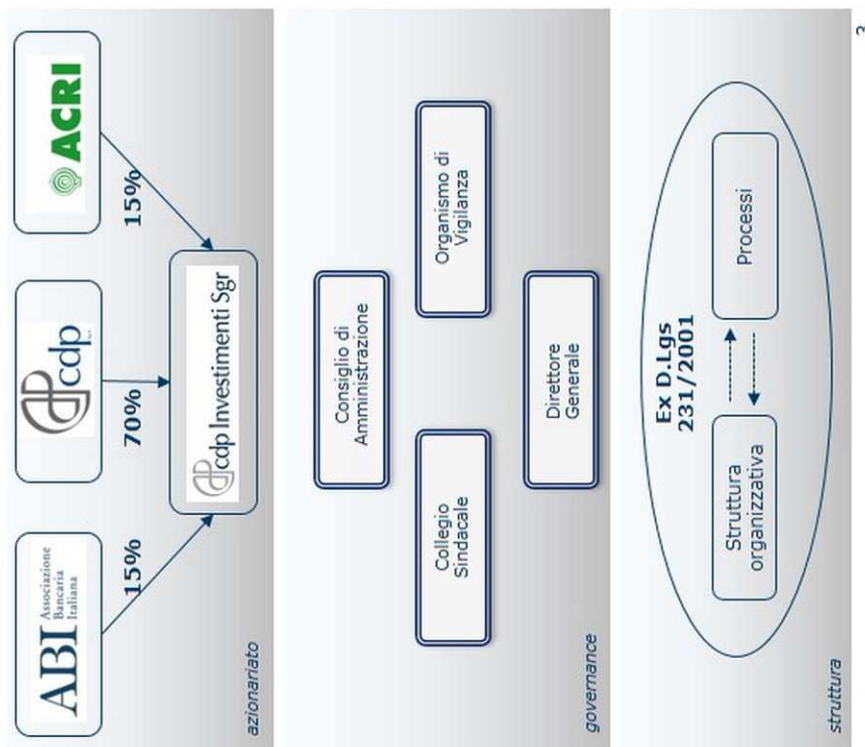 ABI
Associazione
Bancaria
Italiana
cdp
ACRI
15%
70%
15%
cdp Investimenti Sgr
azionariato
Consiglio di
Amministrazione
Collegio
Sindacale
Organismo di
Vigilanza
Direttore
Generale
governance
Ex D.Lgs
231/2001
Struttura
organizzativa
Processi
struttura